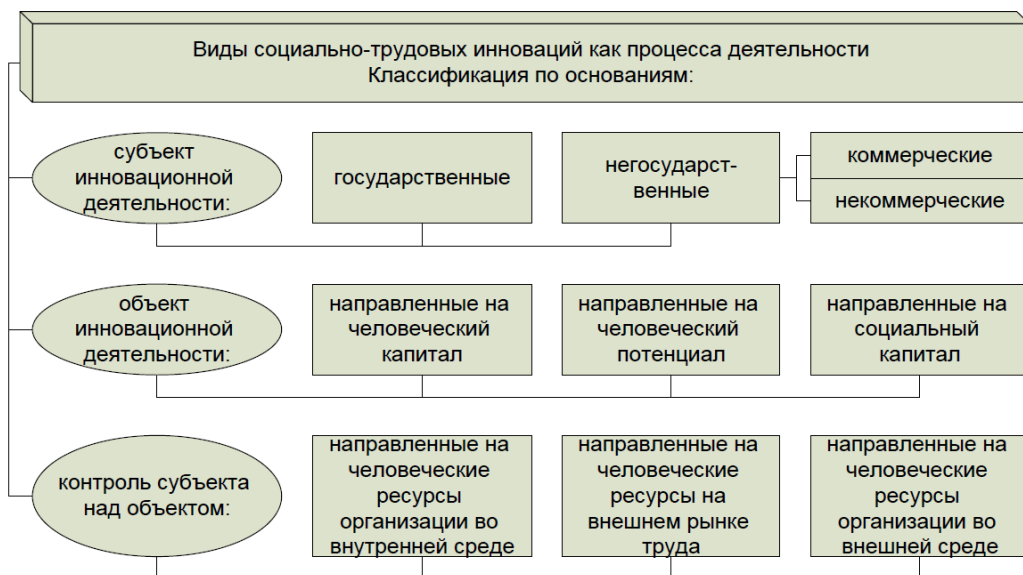 Виды социально-трудовых инноваций как процесса деятельности
Классификация по основаниям:
субъект
инновационной
деятельности:
государственные
негосударст-
венные
коммерческие
некоммерческие
объект
инновационной
деятельности:
направленные на
человеческий
капитал
направленные на
человеческий
потенциал
направленные на
социальный
капитал
контроль субъекта
над объектом:
направленные на
человеческие
ресурсы
организации во
внутренней среде
направленные на
человеческие
ресурсы на
внешнем рынке
труда
направленные на
человеческие
ресурсы
организации во
внешней среде